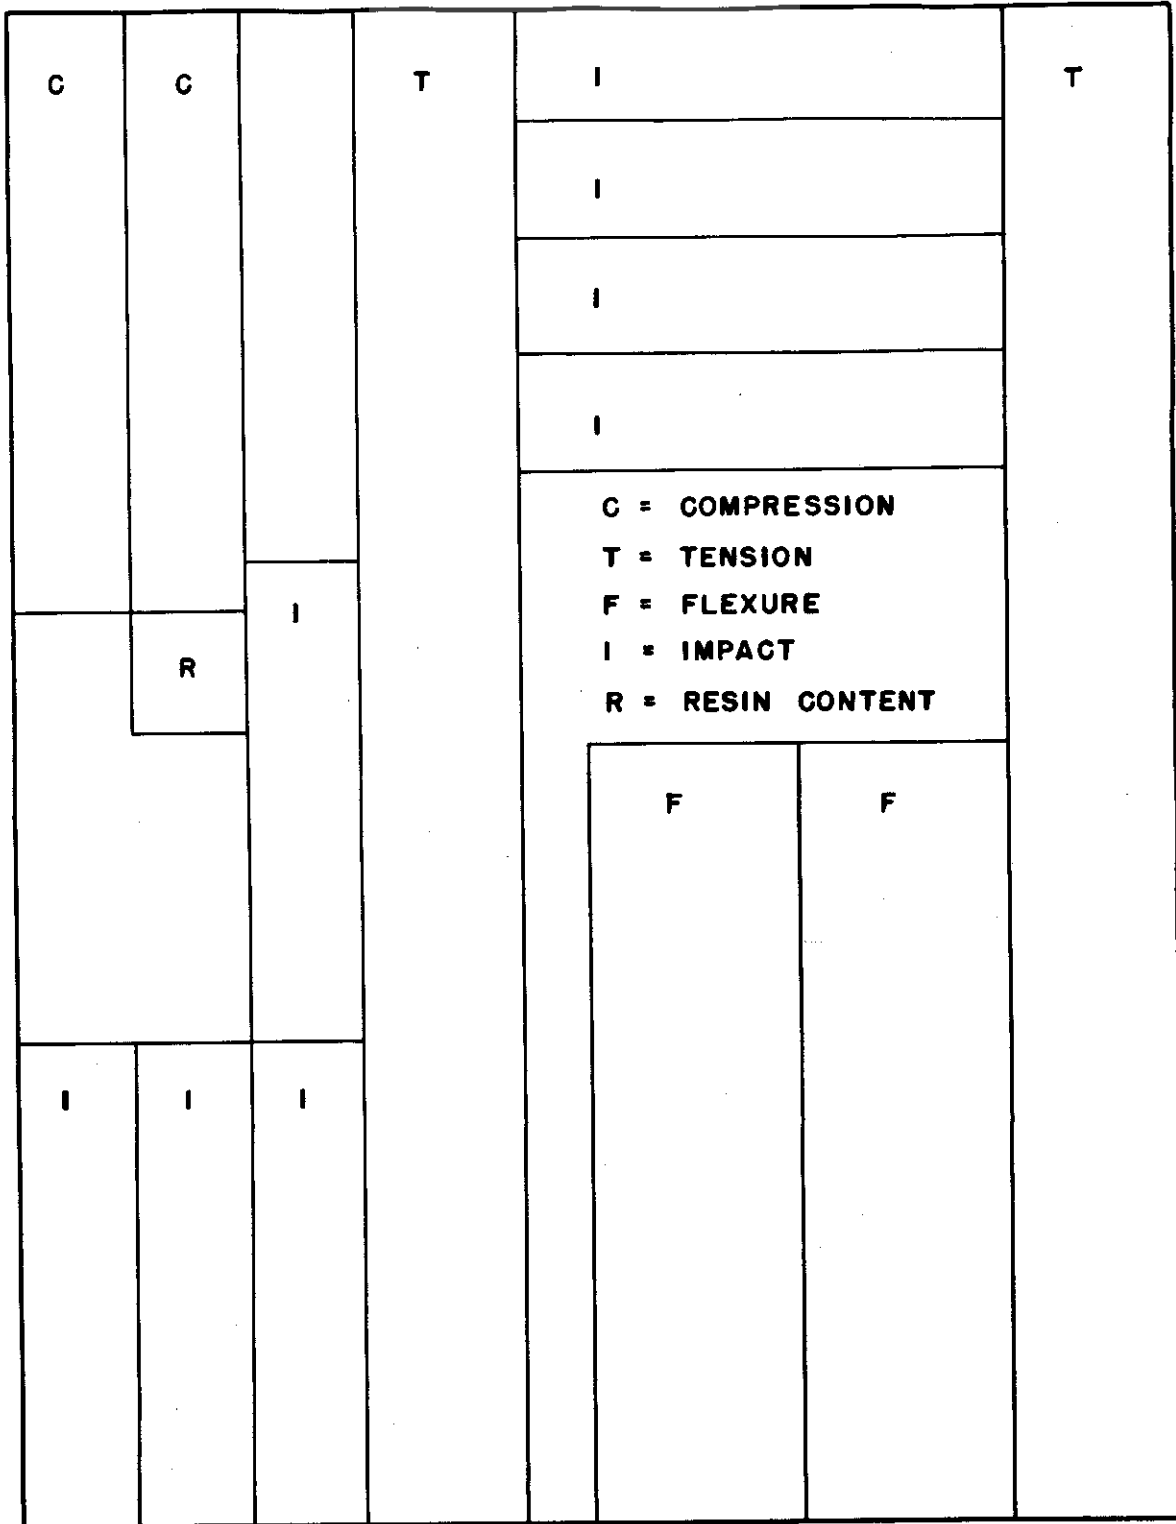 C C T I T
I
I
I
C = COMPRESSION
T = TENSION
F = FLEXURE
I = IMPACT
R = RESIN CONTENT
I
R
F F
I I I